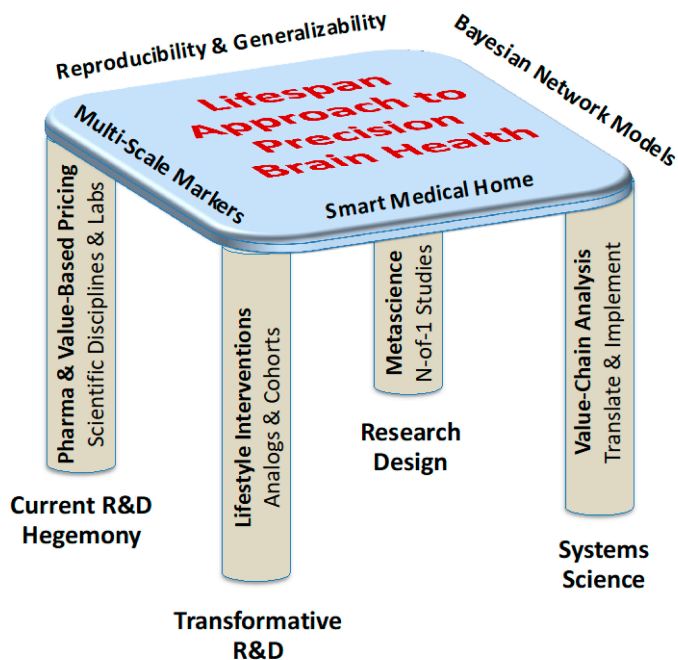 Reproducibility & Generalizability
Bayesian Network Models
Lifespan
Approach to
Precision
Brain Health
Multi-Scale Markers
Smart Medical Home
Pharma & Value-Based Pricing
Scientific Disciplines & Labs
Current R&D
Hegemony
Lifestyle Interventions
Analogs & Cohorts
Transformative
R&D
Metascience
N-of-1 Studies
Research
Design
Value-Chain Analysis
Translate & Implement
Systems
Science